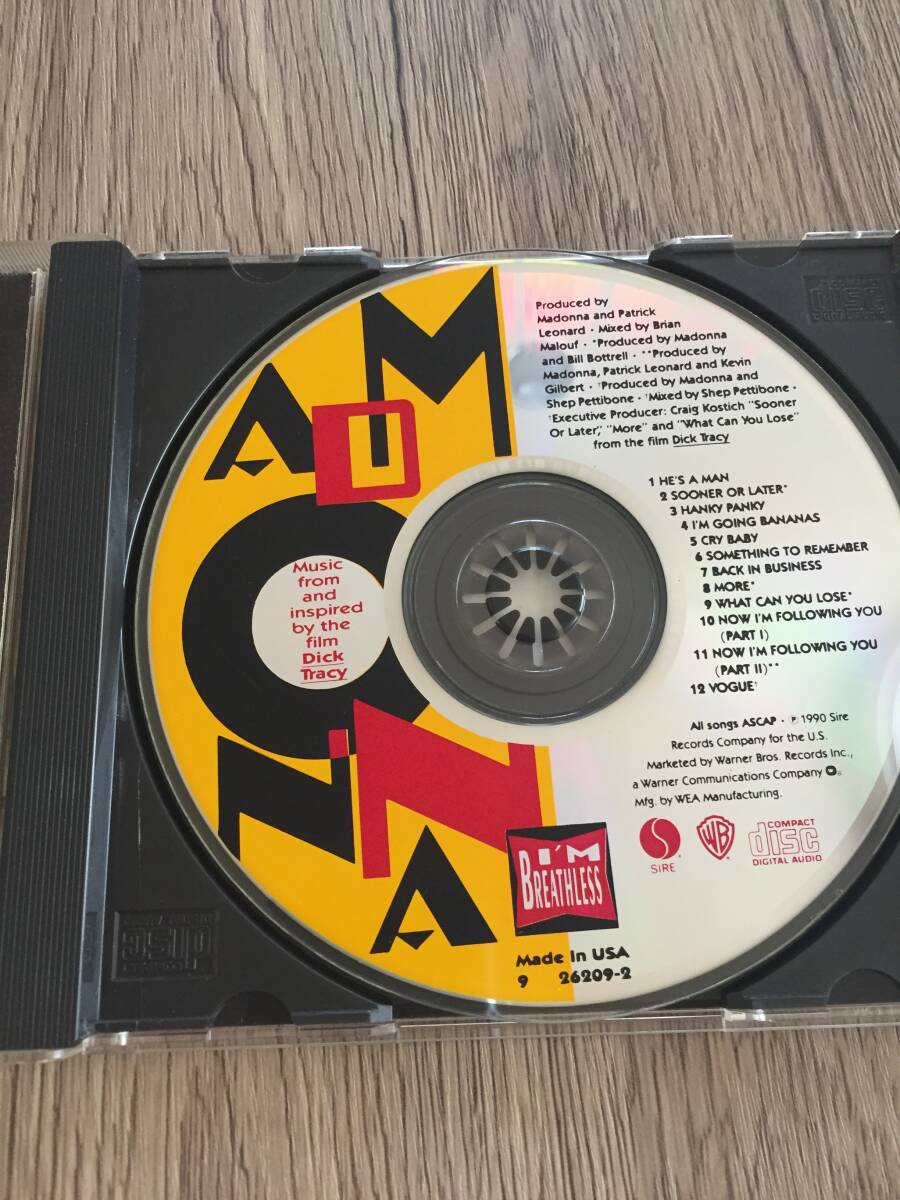 MADONNA
Music
from
and
inspired
by the
film
Dick
Tracy
Produced by
Madonna and Patrick
Leonard · Mixed by Brian
Malouf · *Produced by Madonna
and Bill Bottrell · **Produced by
Madonna, Patrick Leonard and Kevin
Gilbert · †Produced by Madonna and
Shep Pettibone · †Mixed by Shep Pettibone ·
†Executive Producer: Craig Kostich "Sooner
Or Later," "More" and "What Can You Lose"
from the film Dick Tracy
1 HE'S A MAN
2 SOONER OR LATER*
3 HANKY PANKY
4 I'M GOING BANANAS
5 CRY BABY
6 SOMETHING TO REMEMBER
7 BACK IN BUSINESS
8 MORE*
9 WHAT CAN YOU LOSE*
10 NOW I'M FOLLOWING YOU
(PART I)
11 NOW I'M FOLLOWING YOU
(PART II)**
12 VOGUE†
All songs ASCAP · ℗ 1990 Sire
Records Company for the U.S.
Marketed by Warner Bros. Records Inc.,
a Warner Communications Company
Mfg. by WEA Manufacturing.
S
SIRE
WB
COMPACT
disc
DIGITAL AUDIO
I'M
BREATHLESS
Made In USA
9 26209-2
disc
disc